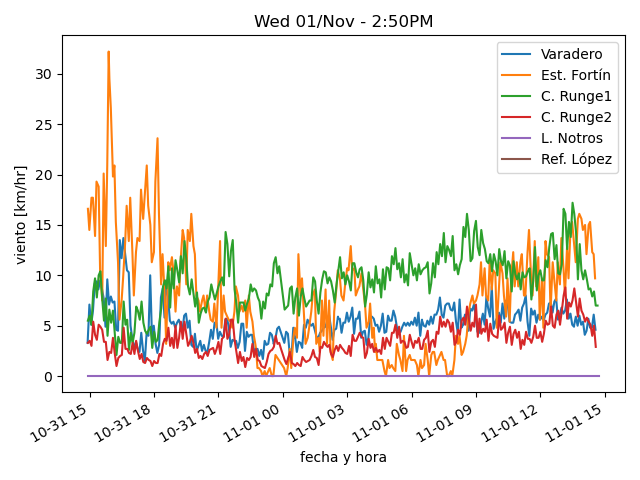 Wed 01/Nov - 2:50PM
Varadero
Est. Fortín
C. Runge1
C. Runge2
L. Notros
Ref. López
viento [km/hr]
30
25
20
15
10
5
0
10-31 15
10-31 18
10-31 21
11-01 00
11-01 03
11-01 06
11-01 09
11-01 12
11-01 15
fecha y hora